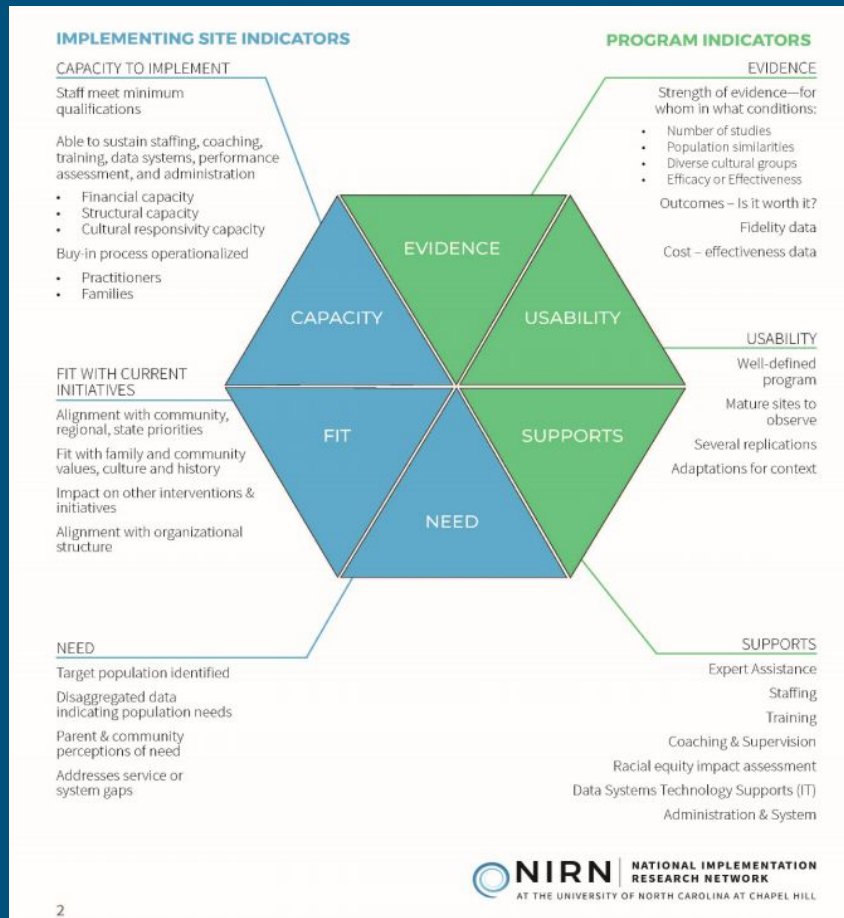 IMPLEMENTING SITE INDICATORS
CAPACITY TO IMPLEMENT
Staff meet minimum
qualifications
Able to sustain staffing, coaching,
training, data systems, performance
assessment, and administration
• Financial capacity
• Structural capacity
• Cultural responsivity capacity
Buy-in process operationalized
• Practitioners
• Families
FIT WITH CURRENT
INITIATIVES
Alignment with community,
regional, state priorities
Fit with family and community
values, culture and history
Impact on other interventions &
initiatives
Alignment with organizational
structure
NEED
Target population identified
Disaggregated data
indicating population needs
Parent & community
perceptions of need
Addresses service or
system gaps
EVIDENCE
CAPACITY
USABILITY
FIT
SUPPORTS
NEED
PROGRAM INDICATORS
EVIDENCE
Strength of evidence—for
whom in what conditions:
• Number of studies
• Population similarities
• Diverse cultural groups
• Efficacy or Effectiveness
Outcomes – Is it worth it?
Fidelity data
Cost – effectiveness data
USABILITY
Well-defined
program
Mature sites to
observe
Several replications
Adaptations for context
SUPPORTS
Expert Assistance
Staffing
Training
Coaching & Supervision
Racial equity impact assessment
Data Systems Technology Supports (IT)
Administration & System
NIRN | NATIONAL IMPLEMENTATION
RESEARCH NETWORK
AT THE UNIVERSITY OF NORTH CAROLINA AT CHAPEL HILL
2